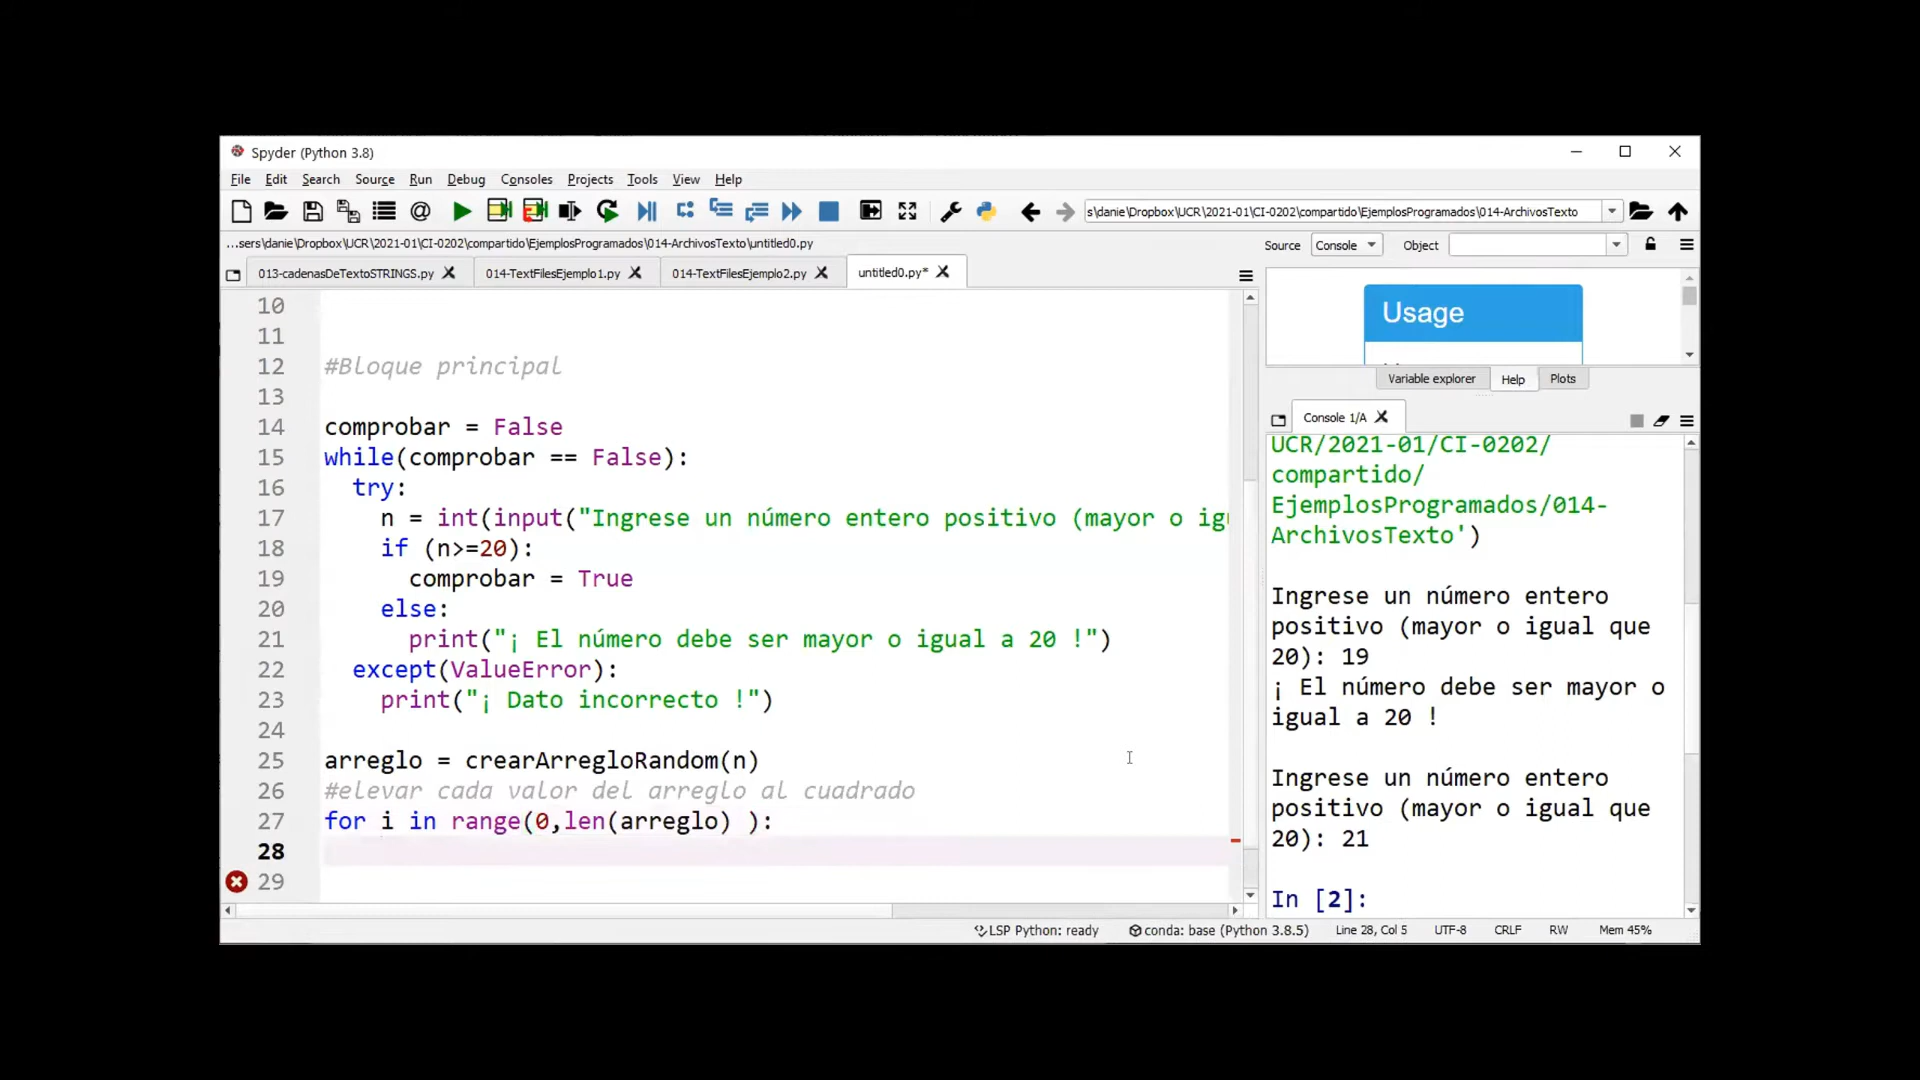 Spyder (Python 3.8)
File Edit Search Source Run Debug Consoles Projects Tools View Help
s\danie\Dropbox\UCR\2021-01\CI-0202\compartido\EjemplosProgramados\014-ArchivosTexto
...sers\danie\Dropbox\UCR\2021-01\CI-0202\compartido\EjemplosProgramados\014-ArchivosTexto\untitled0.py
013-cadenasDeTextoSTRINGS.py 014-TextFilesEjemplo1.py 014-TextFilesEjemplo2.py untitled0.py*
10
11
12 #Bloque principal
13
14 comprobar = False
15 while(comprobar == False):
16 try:
17 n = int(input("Ingrese un número entero positivo (mayor o igu
18 if (n>=20):
19 comprobar = True
20 else:
21 print("¡ El número debe ser mayor o igual a 20 !")
22 except(ValueError):
23 print("¡ Dato incorrecto !")
24
25 arreglo = crearArregloRandom(n)
26 #elevar cada valor del arreglo al cuadrado
27 for i in range(0,len(arreglo) ):
28
29
Source Console Object
Usage
Variable explorer Help Plots
Console 1/A
UCR/2021-01/CI-0202/
compartido/
EjemplosProgramados/014-
ArchivosTexto')
Ingrese un número entero
positivo (mayor o igual que
20): 19
¡ El número debe ser mayor o
igual a 20 !
Ingrese un número entero
positivo (mayor o igual que
20): 21
In [2]:
LSP Python: ready conda: base (Python 3.8.5) Line 28, Col 5 UTF-8 CRLF RW Mem 45%